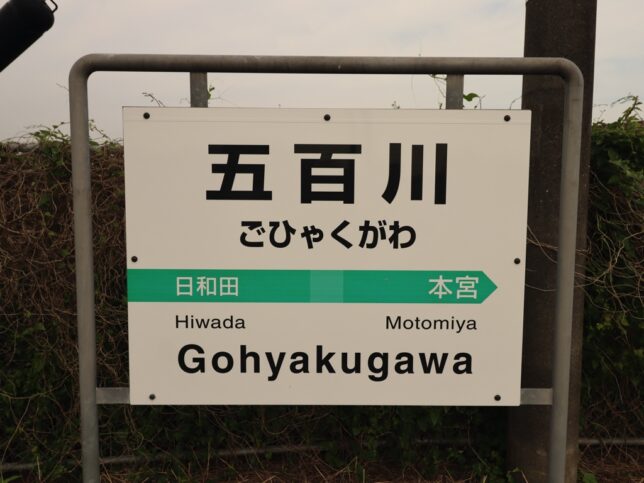 五百川
ごひゃくがわ
日和田 本宮
Hiwada Motomiya
Gohyakugawa